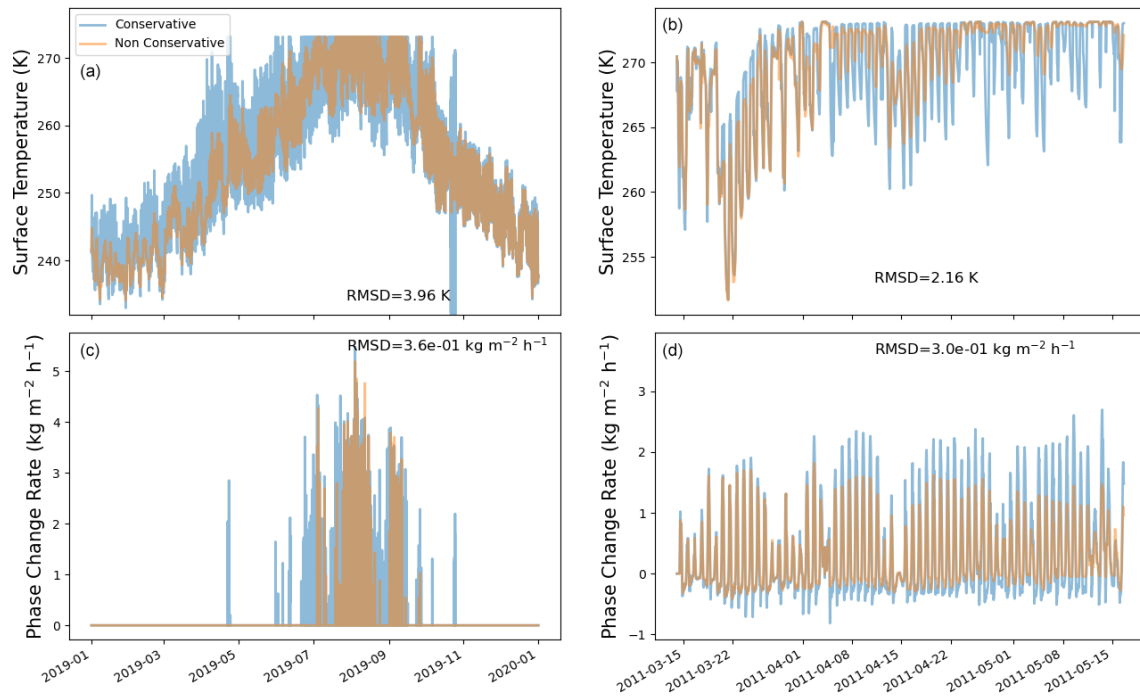 Conservative
Non Conservative
(a)
Surface Temperature (K)
270
260
250
240
RMSD=3.96 K
(b)
Surface Temperature (K)
270
265
260
255
RMSD=2.16 K
(c)
RMSD=3.6e-01 kg m⁻² h⁻¹
Phase Change Rate (kg m⁻² h⁻¹)
5
4
3
2
1
0
2019-01
2019-03
2019-05
2019-07
2019-09
2019-11
2020-01
(d)
RMSD=3.0e-01 kg m⁻² h⁻¹
Phase Change Rate (kg m⁻² h⁻¹)
3
2
1
0
−1
2011-03-15
2011-03-22
2011-04-01
2011-04-08
2011-04-15
2011-04-22
2011-05-01
2011-05-08
2011-05-15